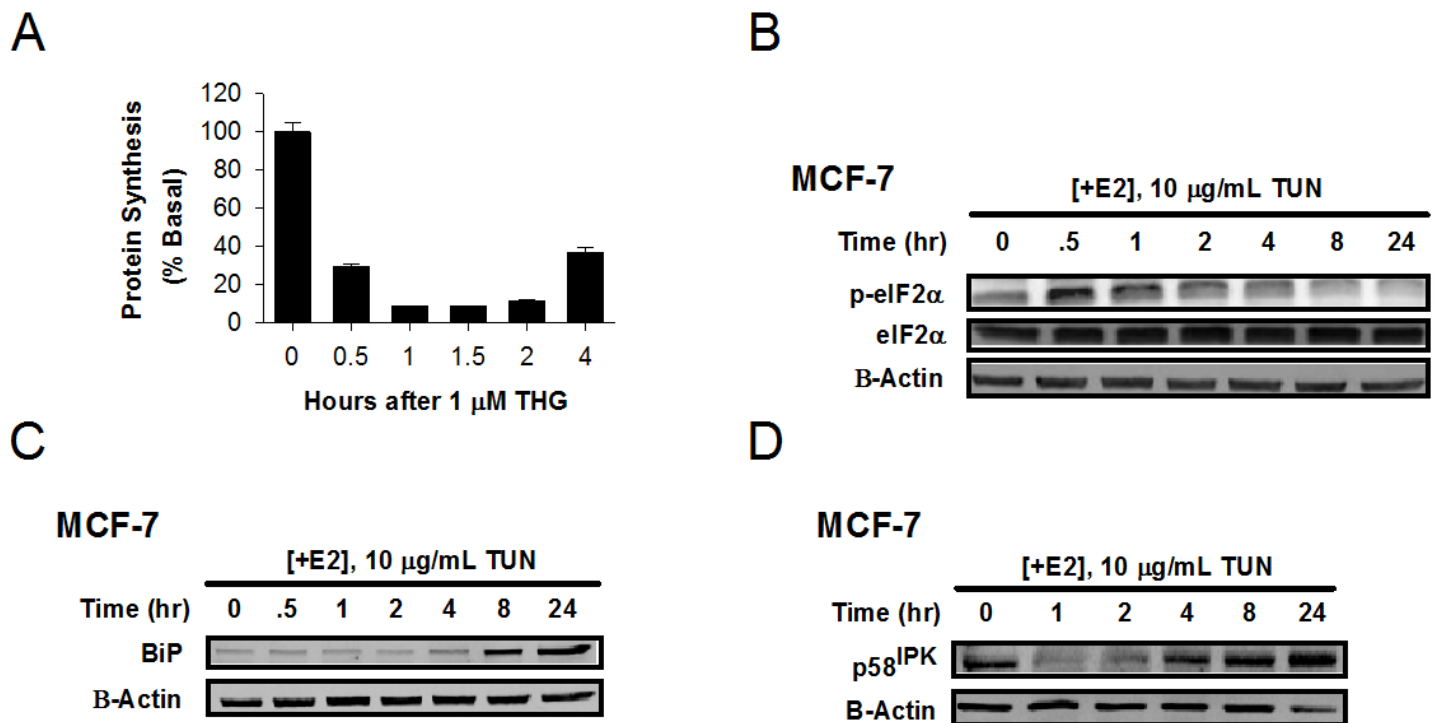 A
Protein Synthesis
(% Basal)
120
100
80
60
40
20
0
0 0.5 1 1.5 2 4
Hours after 1 μM THG
B
MCF-7
[+E2], 10 μg/mL TUN
Time (hr) 0 .5 1 2 4 8 24
p-eIF2α
eIF2α
B-Actin
C
MCF-7
[+E2], 10 μg/mL TUN
Time (hr) 0 .5 1 2 4 8 24
BiP
B-Actin
D
MCF-7
[+E2], 10 μg/mL TUN
Time (hr) 0 1 2 4 8 24
p58IPK
B-Actin